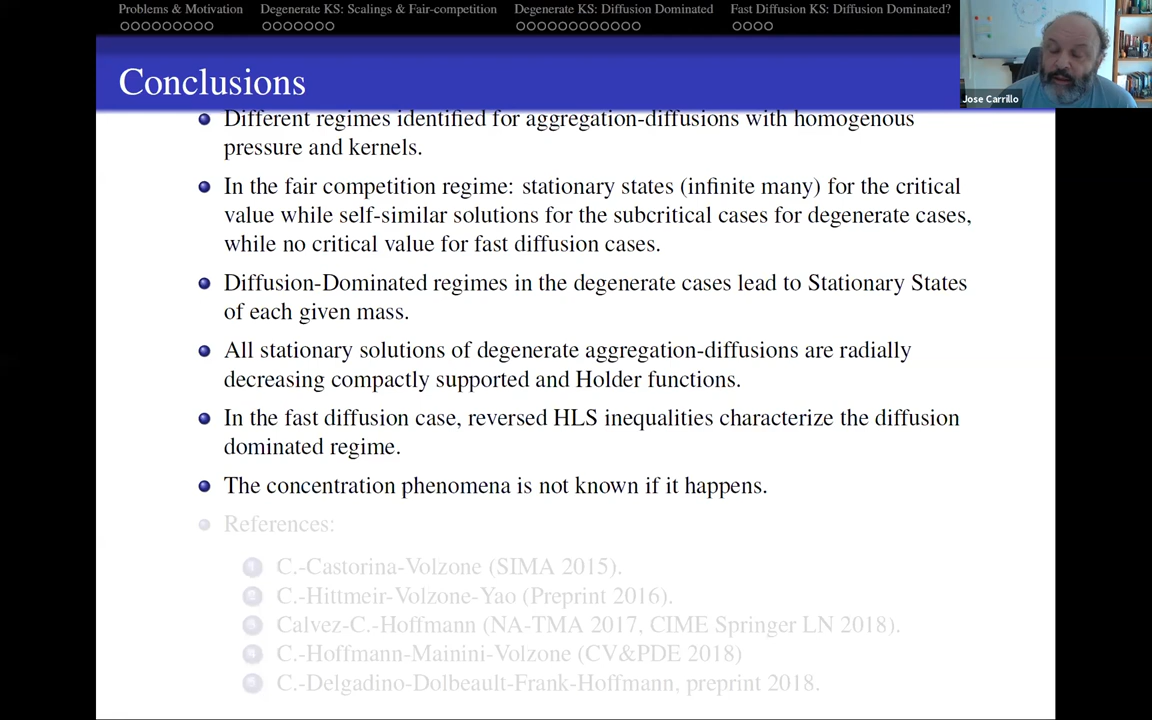 Problems & Motivation
Degenerate KS: Scalings & Fair-competition
Degenerate KS: Diffusion Dominated
Fast Diffusion KS: Diffusion Dominated?
Conclusions
Jose Carrillo
Different regimes identified for aggregation-diffusions with homogenous
pressure and kernels.
In the fair competition regime: stationary states (infinite many) for the critical
value while self-similar solutions for the subcritical cases for degenerate cases,
while no critical value for fast diffusion cases.
Diffusion-Dominated regimes in the degenerate cases lead to Stationary States
of each given mass.
All stationary solutions of degenerate aggregation-diffusions are radially
decreasing compactly supported and Holder functions.
In the fast diffusion case, reversed HLS inequalities characterize the diffusion
dominated regime.
The concentration phenomena is not known if it happens.
References:
1 C.-Castorina-Volzone (SIMA 2015).
2 C.-Hittmeir-Volzone-Yao (Preprint 2016).
3 Calvez-C.-Hoffmann (NA-TMA 2017, CIME Springer LN 2018).
4 C.-Hoffmann-Mainini-Volzone (CV&PDE 2018)
5 C.-Delgadino-Dolbeault-Frank-Hoffmann, preprint 2018.